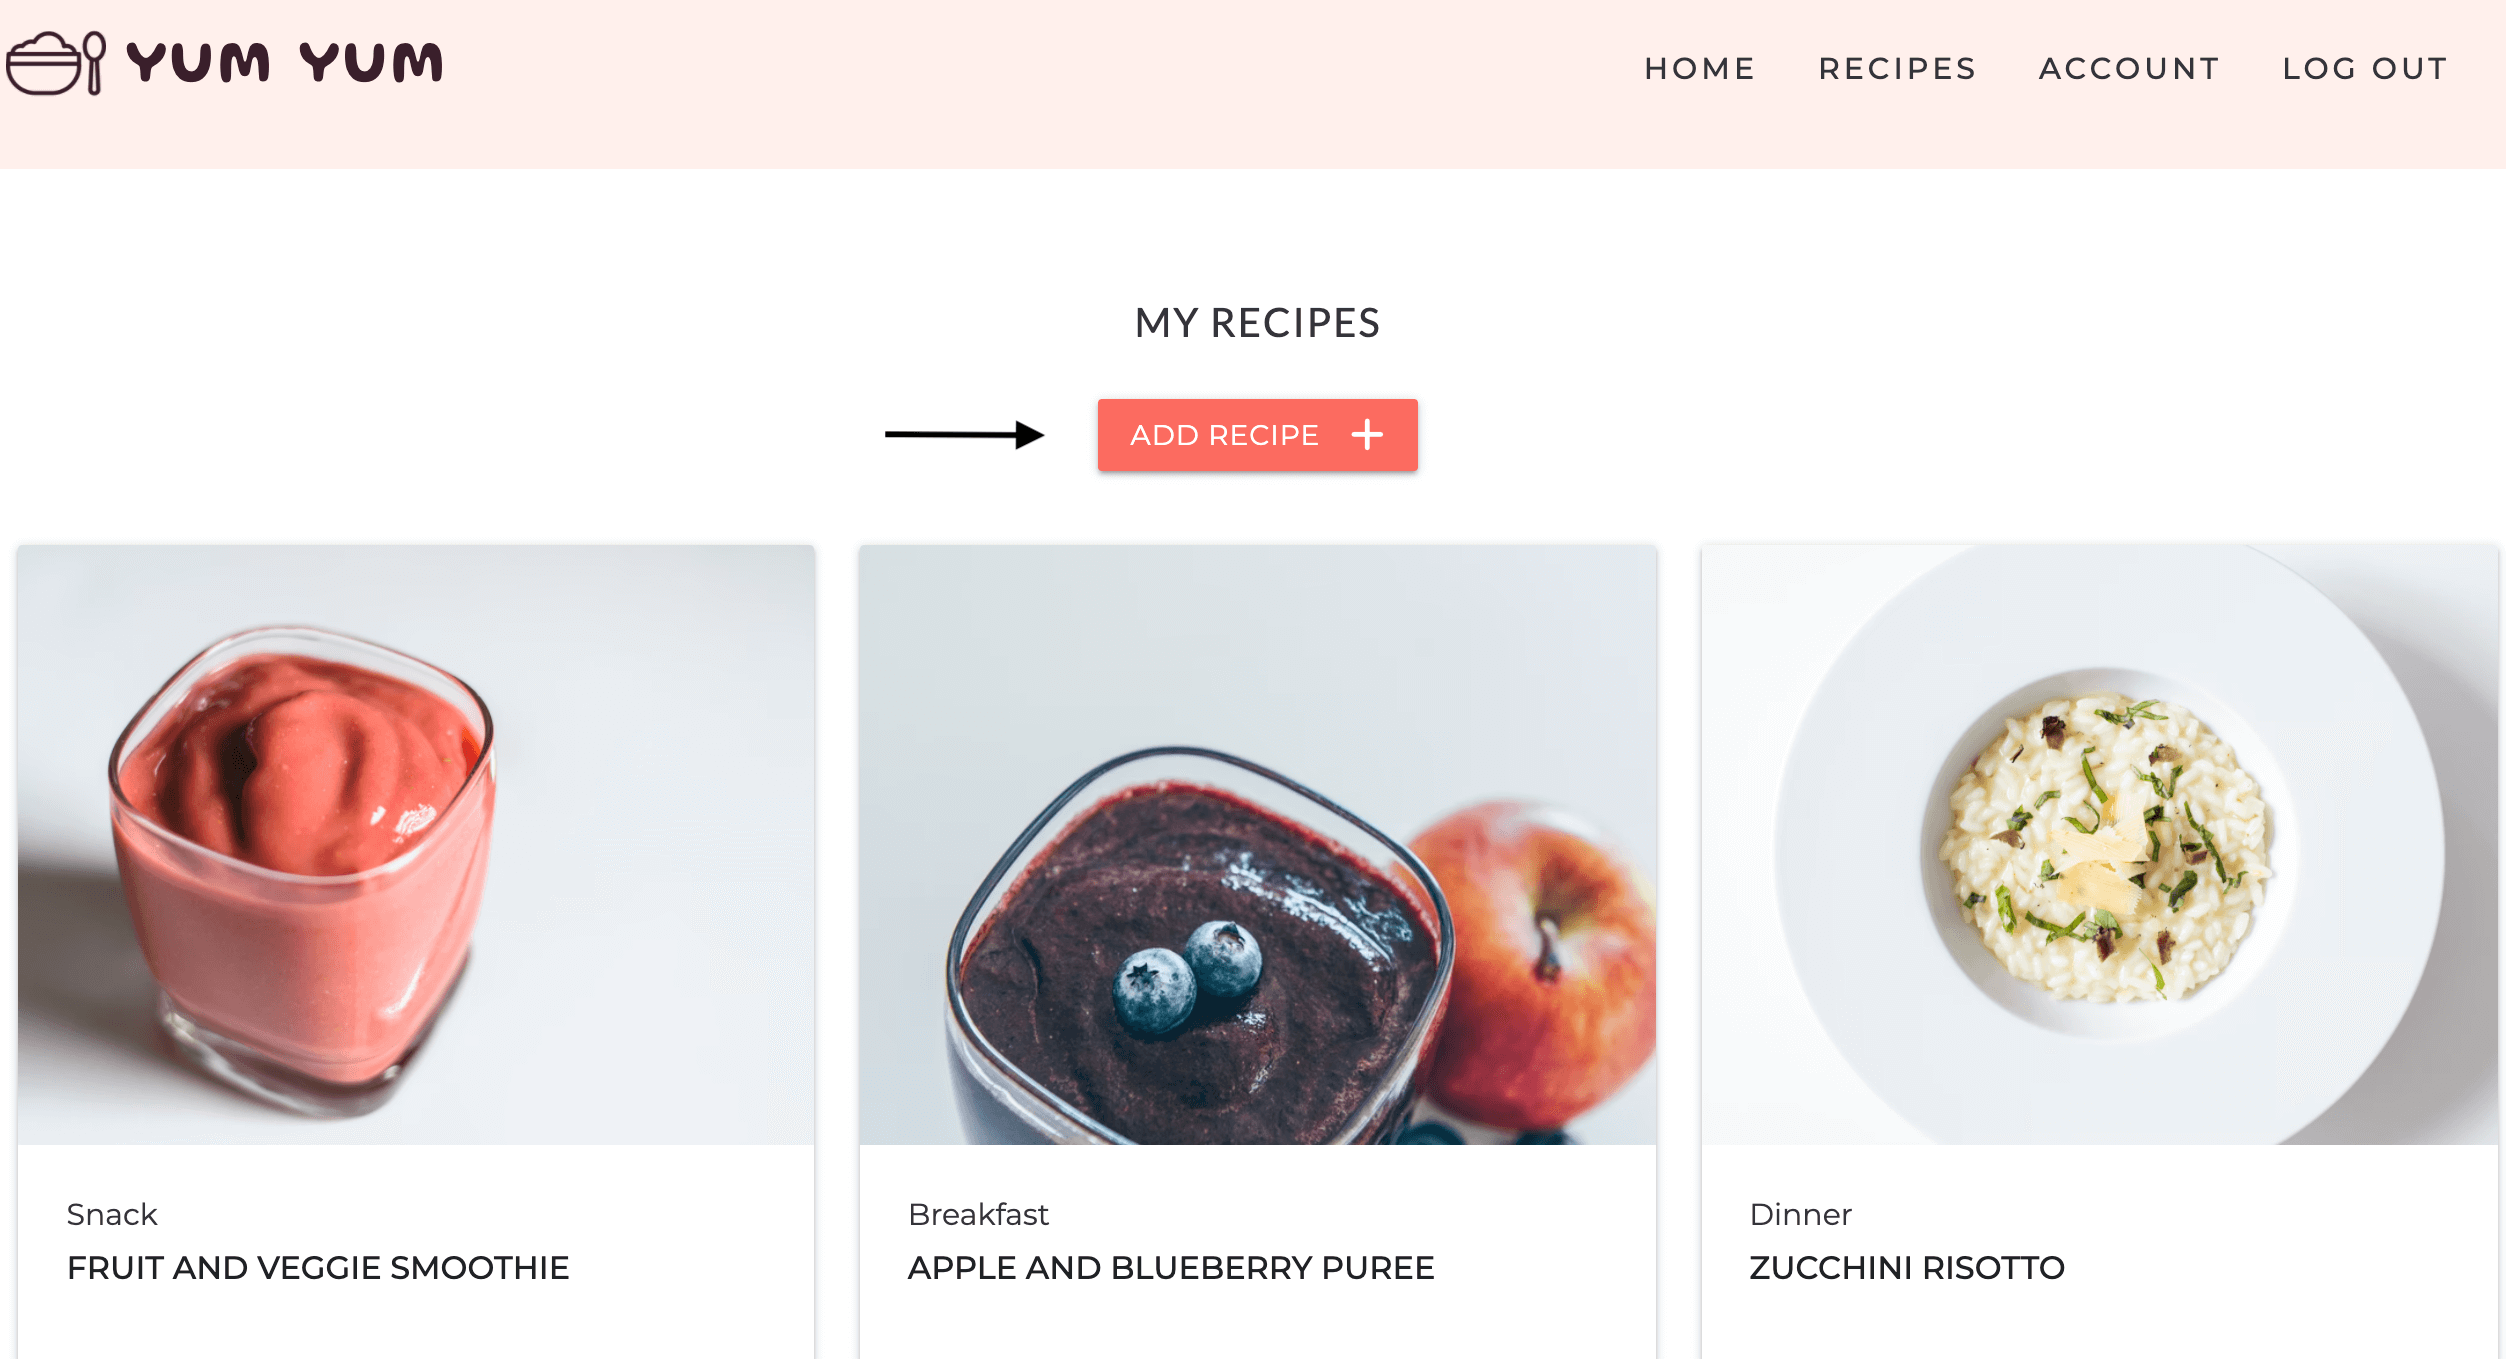 YUM YUM
HOME RECIPES ACCOUNT LOG OUT
MY RECIPES
ADD RECIPE +
Snack
FRUIT AND VEGGIE SMOOTHIE
Breakfast
APPLE AND BLUEBERRY PUREE
Dinner
ZUCCHINI RISOTTO